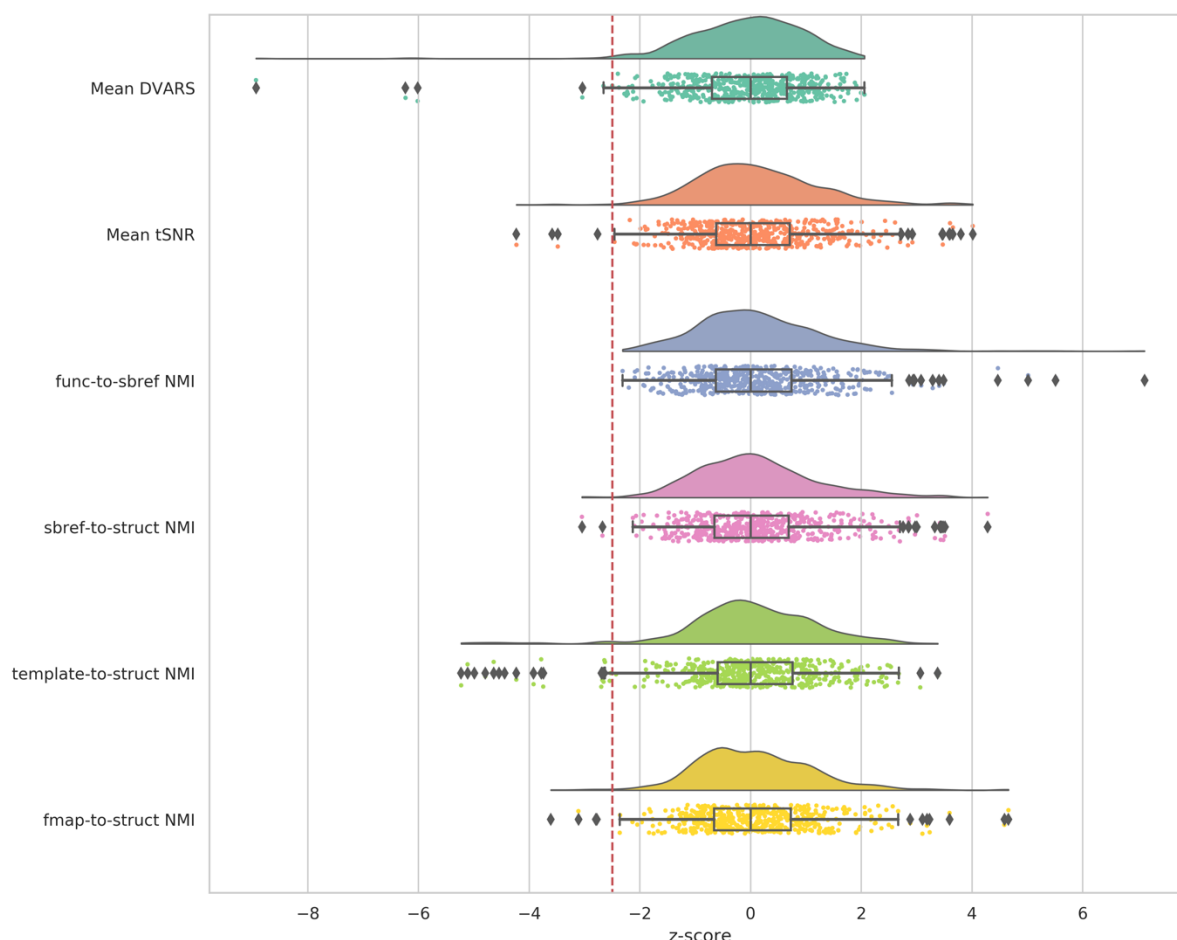 Mean DVARS
Mean tSNR
func-to-sbref NMI
sbref-to-struct NMI
template-to-struct NMI
fmap-to-struct NMI
−8 −6 −4 −2 0 2 4 6
z-score